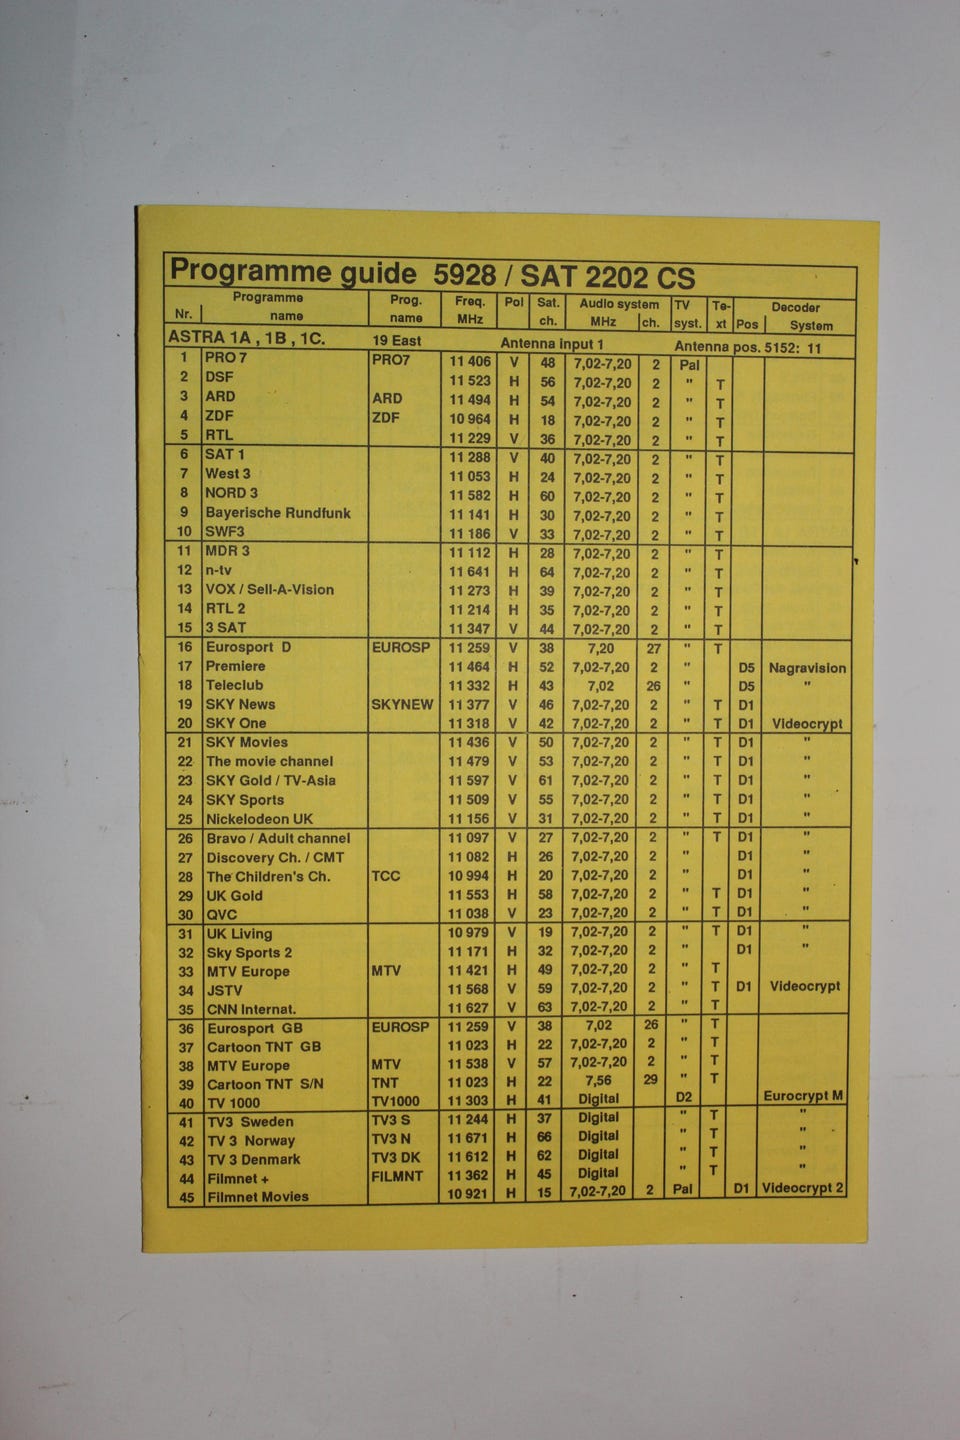 Programme guide 5928 / SAT 2202 CS
Nr. Programme name Prog. name Freq. MHz Pol Sat. ch. Audio system MHz ch. TV syst. Te-xt Pos Decoder System
ASTRA 1A , 1B , 1C. 19 East Antenna input 1 Antenna pos. 5152: 11
1 PRO 7 PRO7 11 406 V 48 7,02-7,20 2 Pal
2 DSF 11 523 H 56 7,02-7,20 2 " T
3 ARD ARD 11 494 H 54 7,02-7,20 2 " T
4 ZDF ZDF 10 964 H 18 7,02-7,20 2 " T
5 RTL 11 229 V 36 7,02-7,20 2 " T
6 SAT 1 11 288 V 40 7,02-7,20 2 " T
7 West 3 11 053 H 24 7,02-7,20 2 " T
8 NORD 3 11 582 H 60 7,02-7,20 2 " T
9 Bayerische Rundfunk 11 141 H 30 7,02-7,20 2 " T
10 SWF3 11 186 V 33 7,02-7,20 2 " T
11 MDR 3 11 112 H 28 7,02-7,20 2 " T
12 n-tv 11 641 H 64 7,02-7,20 2 " T
13 VOX / Sell-A-Vision 11 273 H 39 7,02-7,20 2 " T
14 RTL 2 11 214 H 35 7,02-7,20 2 " T
15 3 SAT 11 347 V 44 7,02-7,20 2 " T
16 Eurosport D EUROSP 11 259 V 38 7,20 27 " T
17 Premiere 11 464 H 52 7,02-7,20 2 " D5 Nagravision
18 Teleclub 11 332 H 43 7,02 26 " D5 "
19 SKY News SKYNEW 11 377 V 46 7,02-7,20 2 " T D1
20 SKY One 11 318 V 42 7,02-7,20 2 " T D1 Videocrypt
21 SKY Movies 11 436 V 50 7,02-7,20 2 " T D1 "
22 The movie channel 11 479 V 53 7,02-7,20 2 " T D1 "
23 SKY Gold / TV-Asia 11 597 V 61 7,02-7,20 2 " T D1 "
24 SKY Sports 11 509 V 55 7,02-7,20 2 " T D1 "
25 Nickelodeon UK 11 156 V 31 7,02-7,20 2 " T D1 "
26 Bravo / Adult channel 11 097 V 27 7,02-7,20 2 " T D1 "
27 Discovery Ch. / CMT 11 082 H 26 7,02-7,20 2 " D1 "
28 The Children's Ch. TCC 10 994 H 20 7,02-7,20 2 " D1 "
29 UK Gold 11 553 H 58 7,02-7,20 2 " T D1 "
30 QVC 11 038 V 23 7,02-7,20 2 " T D1 "
31 UK Living 10 979 V 19 7,02-7,20 2 " T D1 "
32 Sky Sports 2 11 171 H 32 7,02-7,20 2 " D1 "
33 MTV Europe MTV 11 421 H 49 7,02-7,20 2 " T
34 JSTV 11 568 V 59 7,02-7,20 2 " T D1 Videocrypt
35 CNN Internat. 11 627 V 63 7,02-7,20 2 " T
36 Eurosport GB EUROSP 11 259 V 38 7,02 26 " T
37 Cartoon TNT GB 11 023 H 22 7,02-7,20 2 " T
38 MTV Europe MTV 11 538 V 57 7,02-7,20 2 " T
39 Cartoon TNT S/N TNT 11 023 H 22 7,56 29 " T
40 TV 1000 TV1000 11 303 H 41 Digital D2 Eurocrypt M
41 TV3 Sweden TV3 S 11 244 H 37 Digital " T "
42 TV 3 Norway TV3 N 11 671 H 66 Digital " T "
43 TV 3 Denmark TV3 DK 11 612 H 62 Digital " T "
44 Filmnet + FILMNT 11 362 H 45 Digital " T "
45 Filmnet Movies 10 921 H 15 7,02-7,20 2 Pal D1 Videocrypt 2